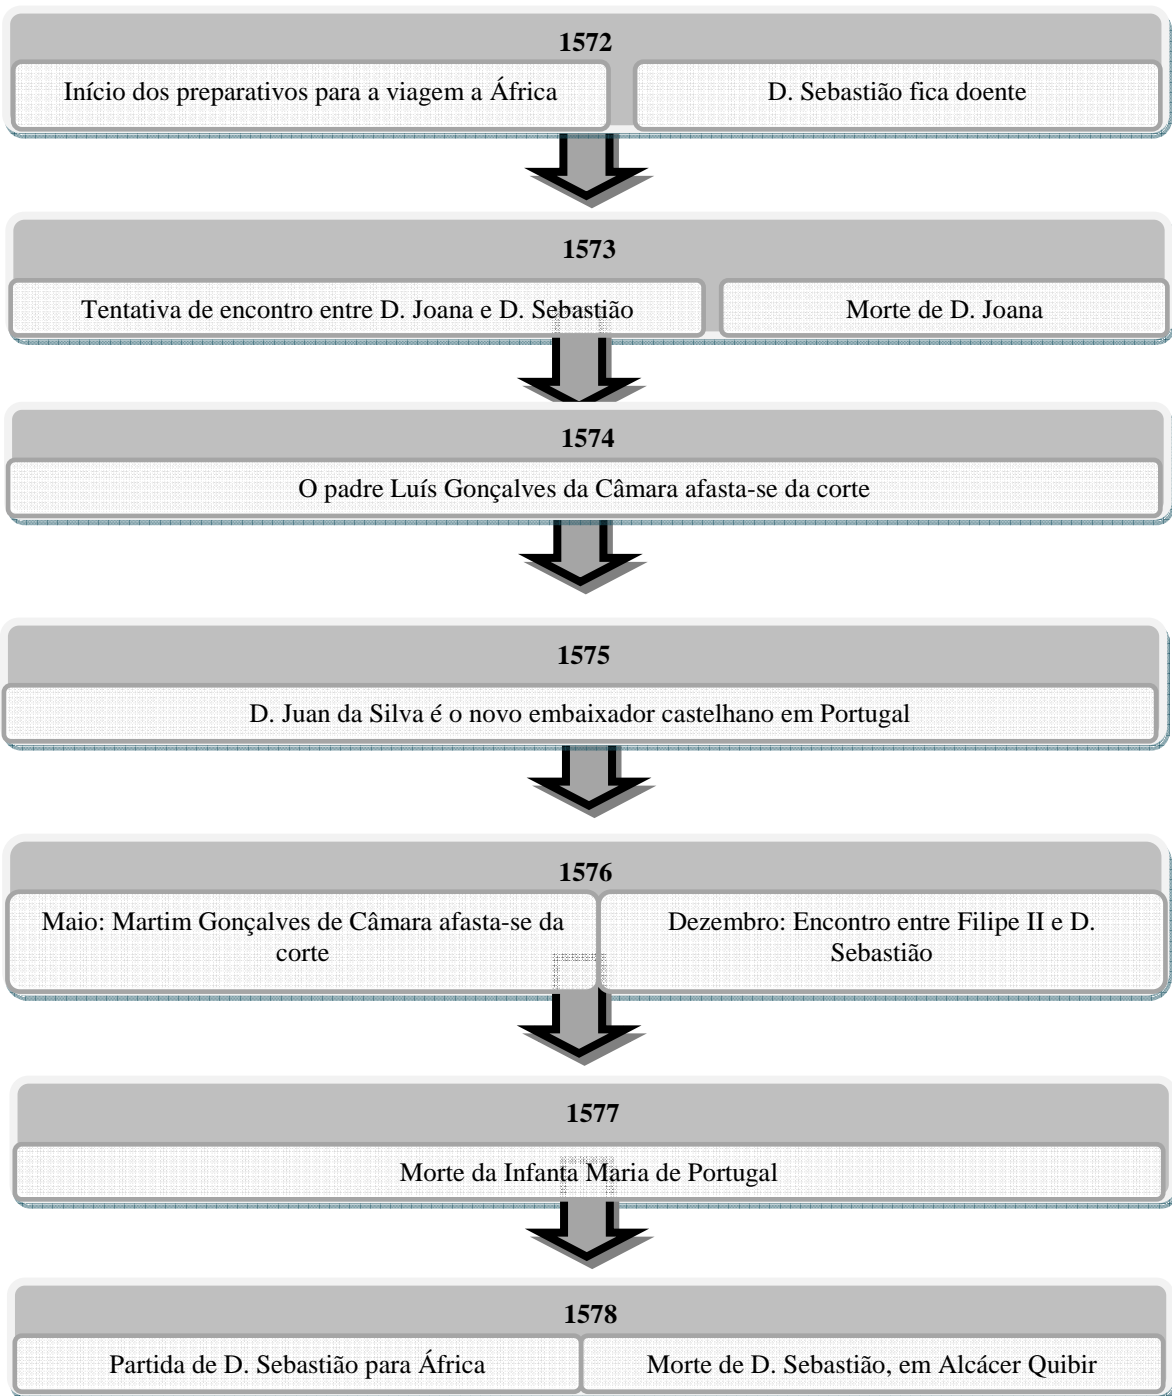 1572
Início dos preparativos para a viagem a África
D. Sebastião fica doente
1573
Tentativa de encontro entre D. Joana e D. Sebastião
Morte de D. Joana
1574
O padre Luís Gonçalves da Câmara afasta-se da corte
1575
D. Juan da Silva é o novo embaixador castelhano em Portugal
1576
Maio: Martim Gonçalves de Câmara afasta-se da
corte
Dezembro: Encontro entre Filipe II e D.
Sebastião
1577
Morte da Infanta Maria de Portugal
1578
Partida de D. Sebastião para África
Morte de D. Sebastião, em Alcácer Quibir